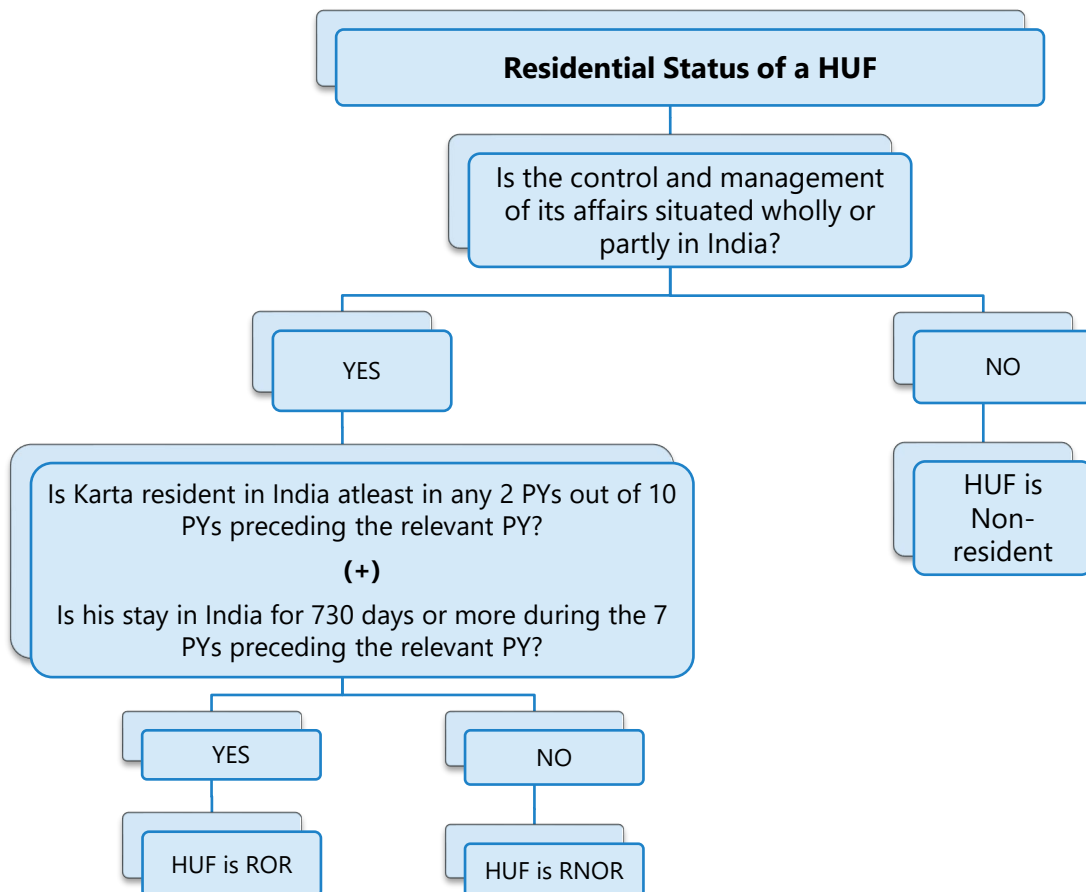 Residential Status of a HUF
Is the control and management
of its affairs situated wholly or
partly in India?
YES
NO
Is Karta resident in India atleast in any 2 PYs out of 10
PYs preceding the relevant PY?
(+)
Is his stay in India for 730 days or more during the 7
PYs preceding the relevant PY?
HUF is
Non-
resident
YES
NO
HUF is ROR
HUF is RNOR